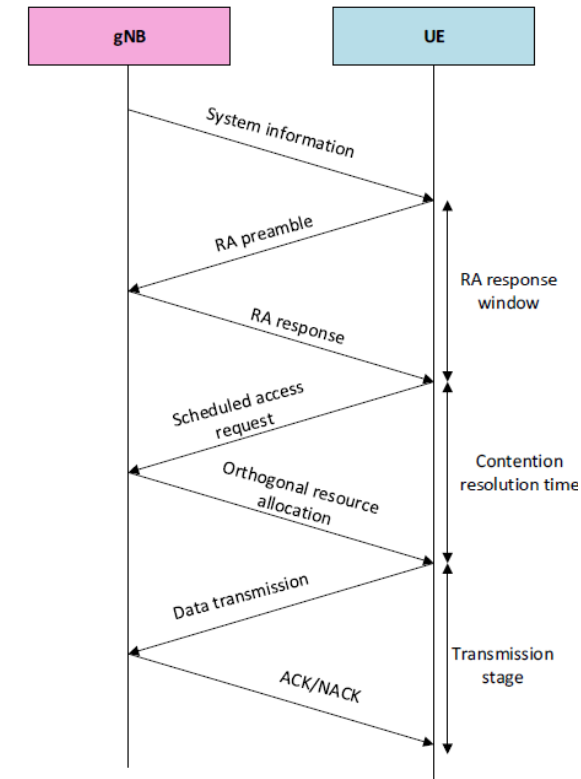 gNB
UE
System information
RA preamble
RA response
window
RA response
Scheduled access
request
Contention
resolution time
Orthogonal resource
allocation
Data transmission
Transmission
stage
ACK/NACK